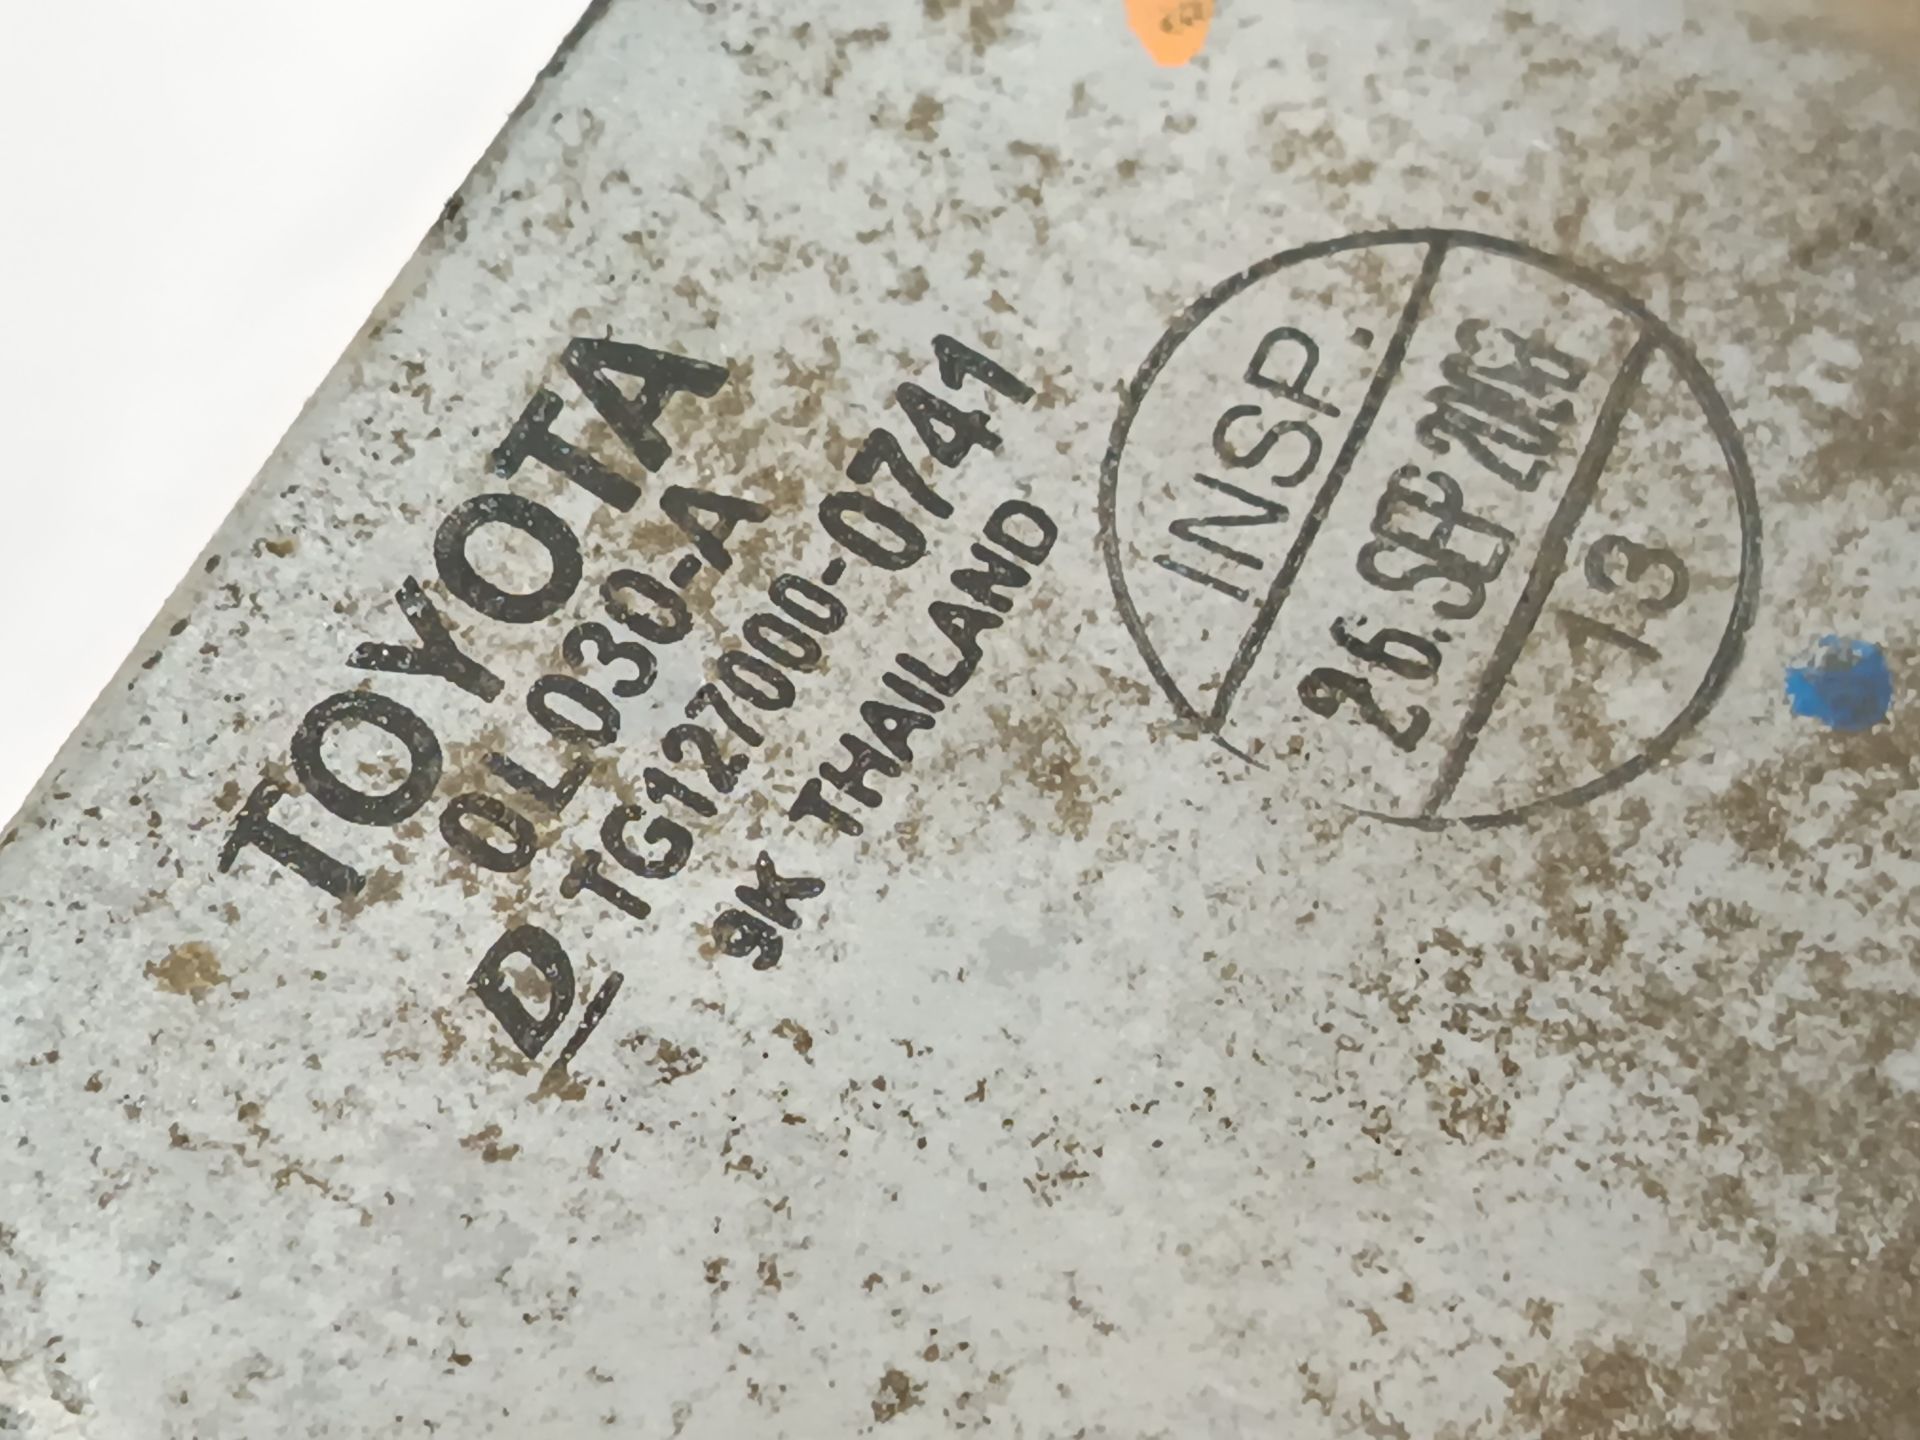 TOYOTA
0L030-A
D TG127000-0741
9K THAILAND
INSP.
26.SEP
13